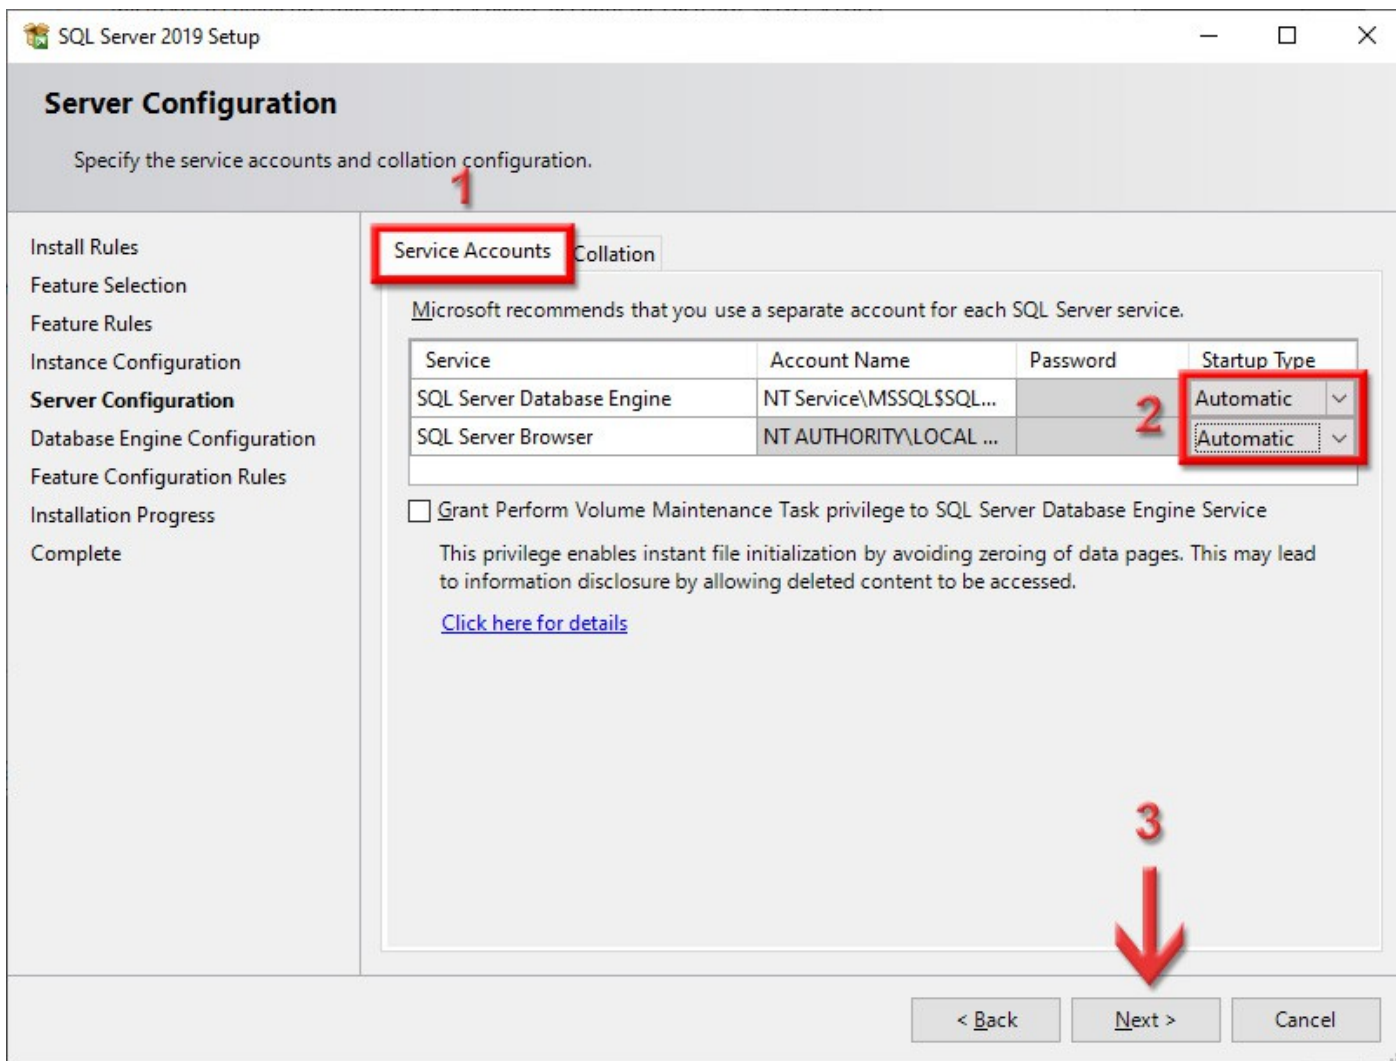 SQL Server 2019 Setup
Server Configuration
Specify the service accounts and collation configuration.
1
Install Rules
Feature Selection
Feature Rules
Instance Configuration
Server Configuration
Database Engine Configuration
Feature Configuration Rules
Installation Progress
Complete
Service Accounts Collation
Microsoft recommends that you use a separate account for each SQL Server service.
Service Account Name Password Startup Type
SQL Server Database Engine NT Service\MSSQL$SQL... Automatic
2
SQL Server Browser NT AUTHORITY\LOCAL ... Automatic
Grant Perform Volume Maintenance Task privilege to SQL Server Database Engine Service
This privilege enables instant file initialization by avoiding zeroing of data pages. This may lead
to information disclosure by allowing deleted content to be accessed.
Click here for details
3
< Back Next > Cancel